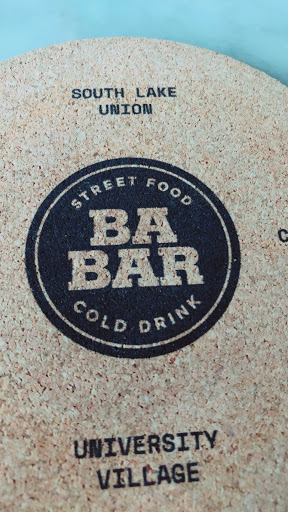 SOUTH LAKE
UNION
STREET FOOD
BA
BAR
COLD DRINK
UNIVERSITY
VILLAGE